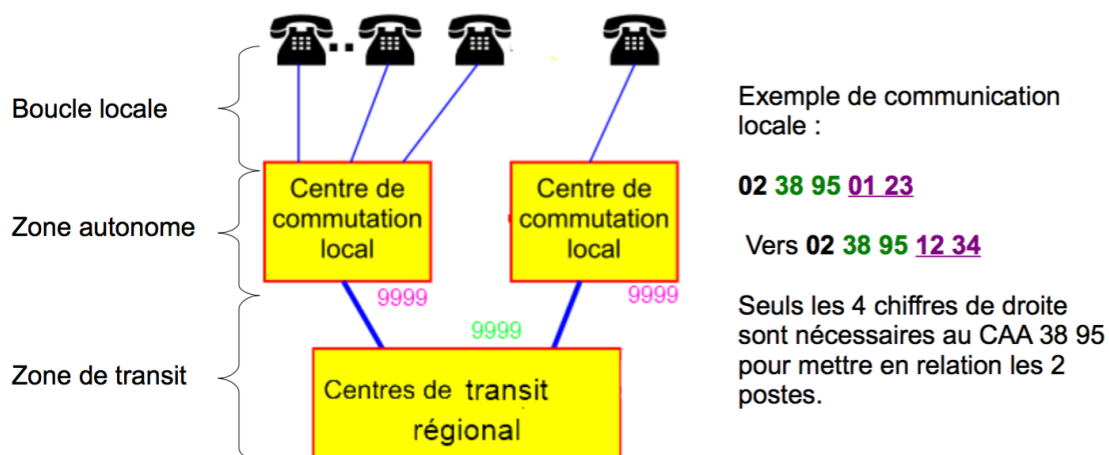 Boucle locale
Zone autonome
Zone de transit
Centre de
commutation
local
Centre de
commutation
local
9999
9999
9999
Centres de transit
régional
Exemple de communication
locale :
02 38 95 01 23
Vers 02 38 95 12 34
Seuls les 4 chiffres de droite
sont nécessaires au CAA 38 95
pour mettre en relation les 2
postes.